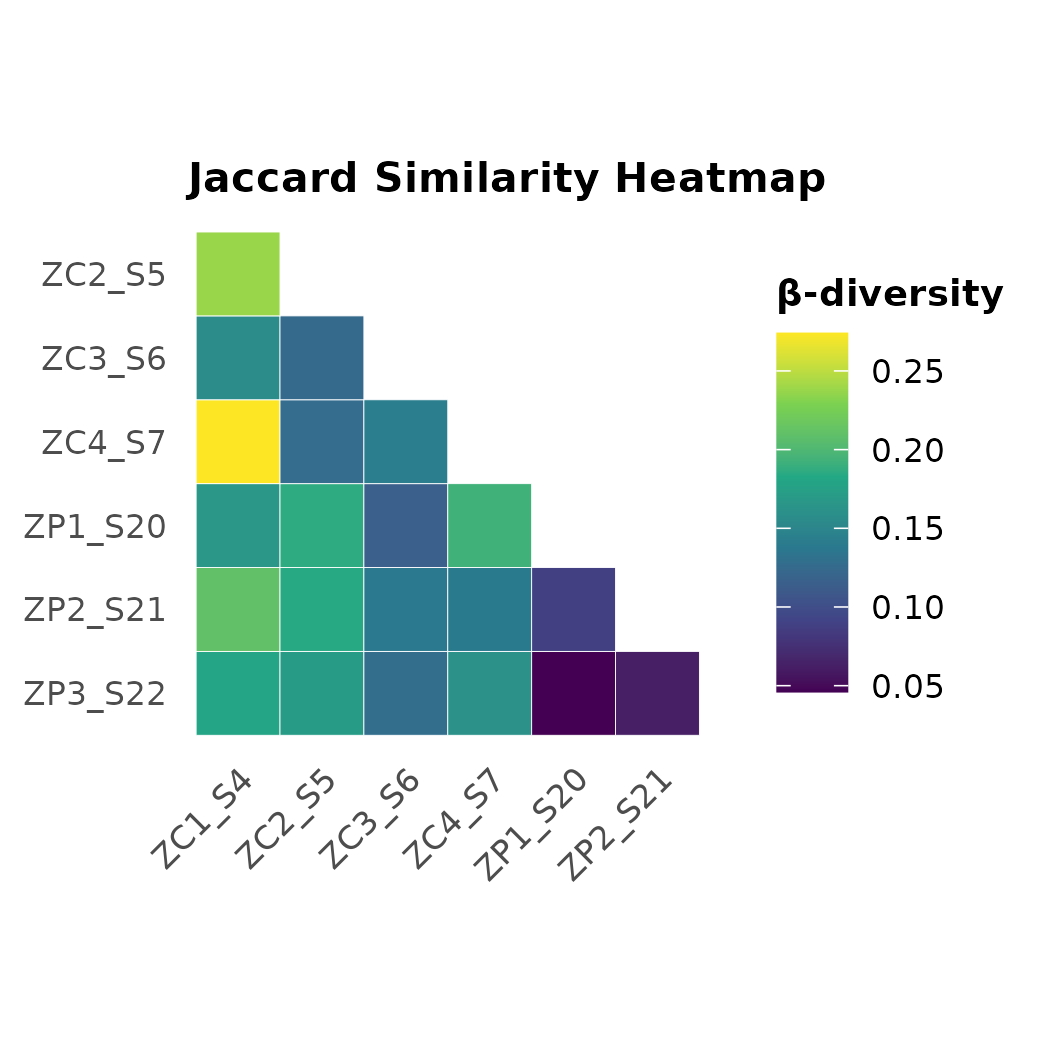 Jaccard Similarity Heatmap
ZC2_S5
ZC3_S6
ZC4_S7
ZP1_S20
ZP2_S21
ZP3_S22
ZC1_S4
ZC2_S5
ZC3_S6
ZC4_S7
ZP1_S20
ZP2_S21
β-diversity
0.25
0.20
0.15
0.10
0.05